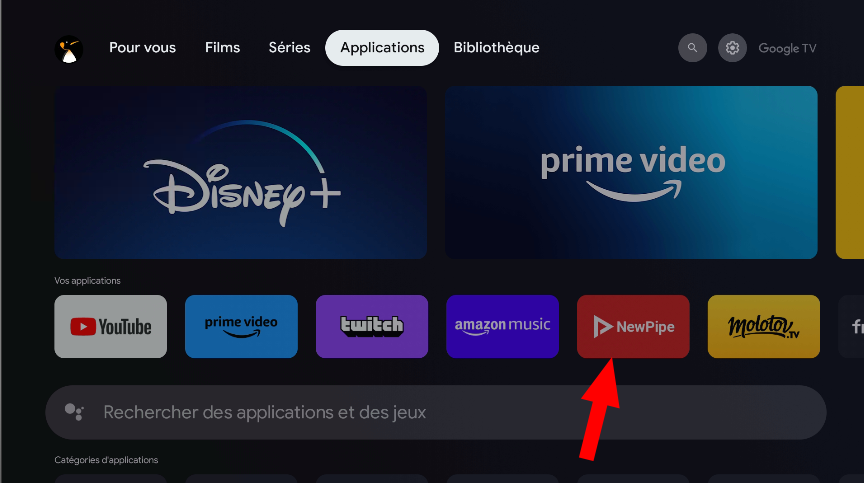 Pour vous Films Séries Applications Bibliothèque Google TV
Disney+ prime video
Vos applications
YouTube prime video twitch amazon music NewPipe Molotov.TV
Rechercher des applications et des jeux
Catégories d'applications